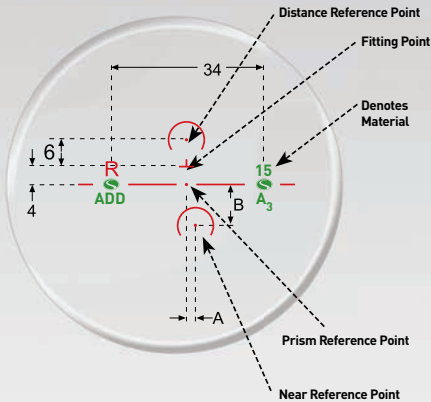 Distance Reference Point
Fitting Point
34
Denotes
Material
6
R
15
4
ADD
B
A3
A
Prism Reference Point
Near Reference Point